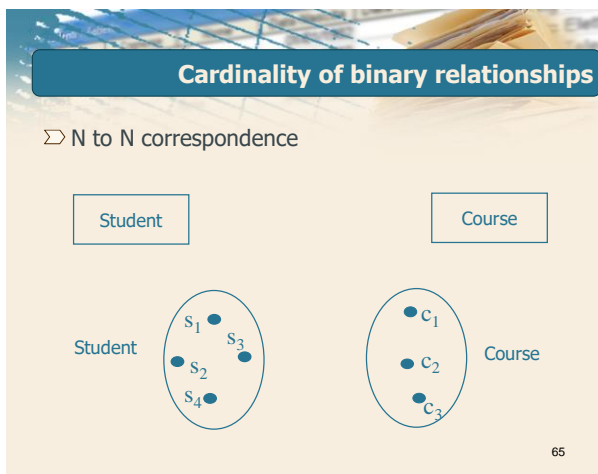 Cardinality of binary relationships
N to N correspondence
Student Course
Student s1 s3 s2 s4 c1 c2 c3 Course
65